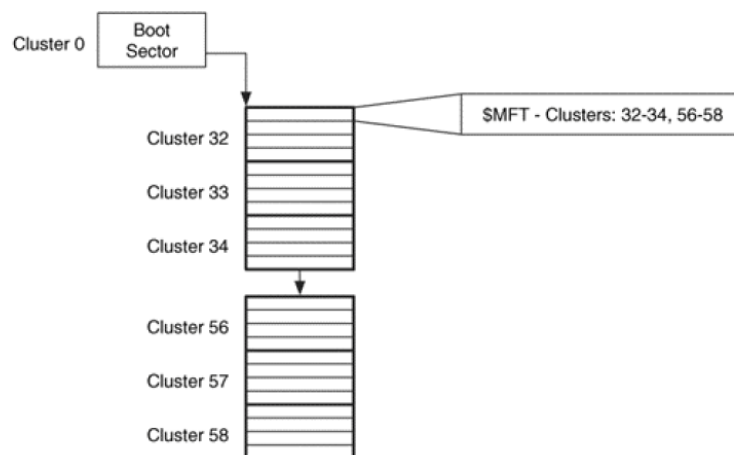 Cluster 0
Boot
Sector
$MFT - Clusters: 32-34, 56-58
Cluster 32
Cluster 33
Cluster 34
Cluster 56
Cluster 57
Cluster 58